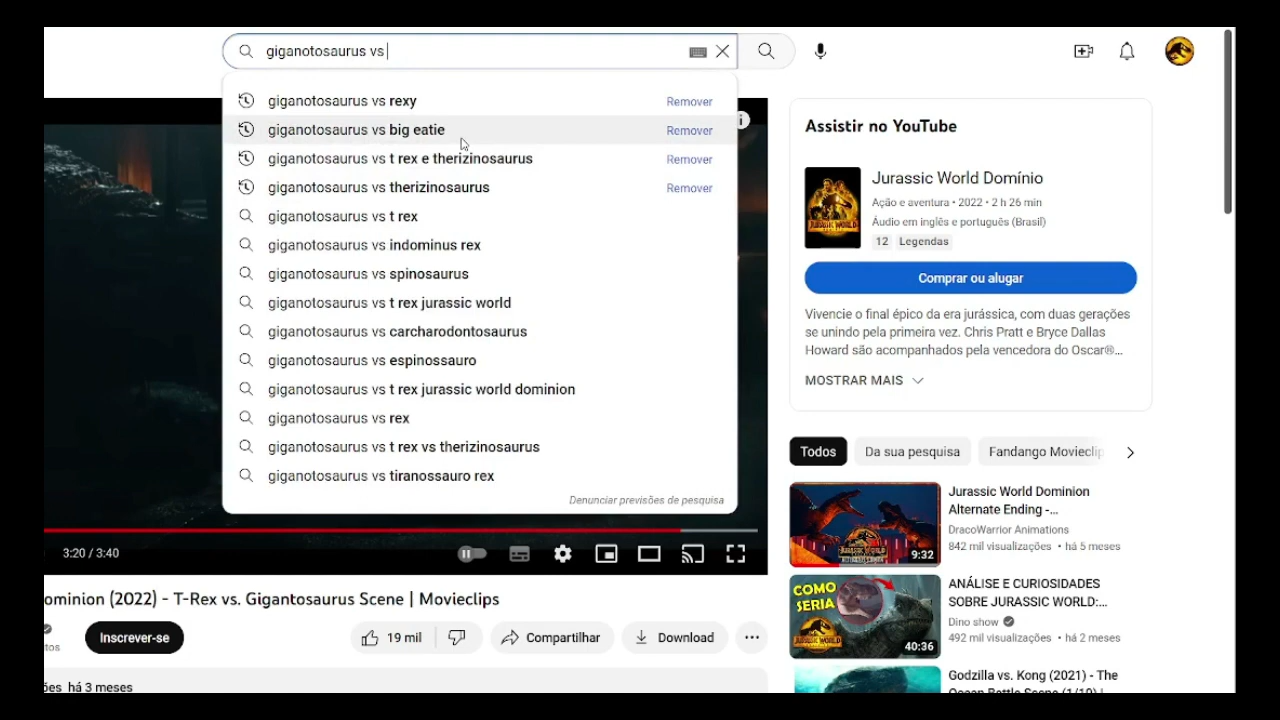 giganotosaurus vs
giganotosaurus vs rexy Remover
giganotosaurus vs big eatie Remover
giganotosaurus vs t rex e therizinosaurus Remover
giganotosaurus vs therizinosaurus Remover
giganotosaurus vs t rex
giganotosaurus vs indominus rex
giganotosaurus vs spinosaurus
giganotosaurus vs t rex jurassic world
giganotosaurus vs carcharodontosaurus
giganotosaurus vs espinossauro
giganotosaurus vs t rex jurassic world dominion
giganotosaurus vs rex
giganotosaurus vs t rex vs therizinosaurus
giganotosaurus vs tiranossauro rex
Denunciar previsões de pesquisa
3:20 / 3:40
ominion (2022) - T-Rex vs. Gigantosaurus Scene | Movieclips
tos
Inscrever-se
19 mil
Compartilhar
Download
ões há 3 meses
Assistir no YouTube
Jurassic World Domínio
Ação e aventura • 2022 • 2 h 26 min
Áudio em inglês e português (Brasil)
12 Legendas
Comprar ou alugar
Vivencie o final épico da era jurássica, com duas gerações
se unindo pela primeira vez. Chris Pratt e Bryce Dallas
Howard são acompanhados pela vencedora do Oscar®...
MOSTRAR MAIS
Todos
Da sua pesquisa
Fandango Movieclip
Jurassic World Dominion
Alternate Ending -...
DracoWarrior Animations
842 mil visualizações • há 5 meses
9:32
COMO
SERIA
40:36
ANÁLISE E CURIOSIDADES
SOBRE JURASSIC WORLD:...
Dino show
492 mil visualizações • há 2 meses
Godzilla vs. Kong (2021) - The
Ocean Battle Scene (1/10) |